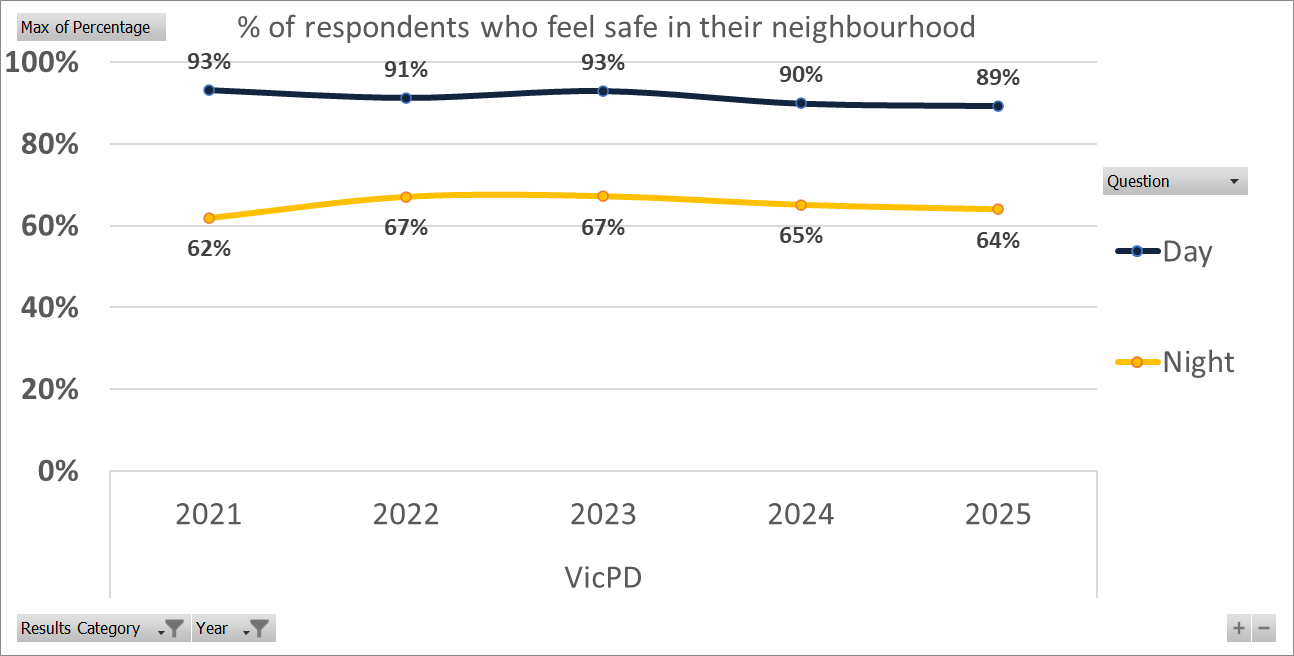 Max of Percentage
% of respondents who feel safe in their neighbourhood
100%
80%
60%
40%
20%
0%
93%
91%
93%
90%
89%
62%
67%
67%
65%
64%
2021
2022
2023
2024
2025
VicPD
Question
Day
Night
Results Category
Year
+
−